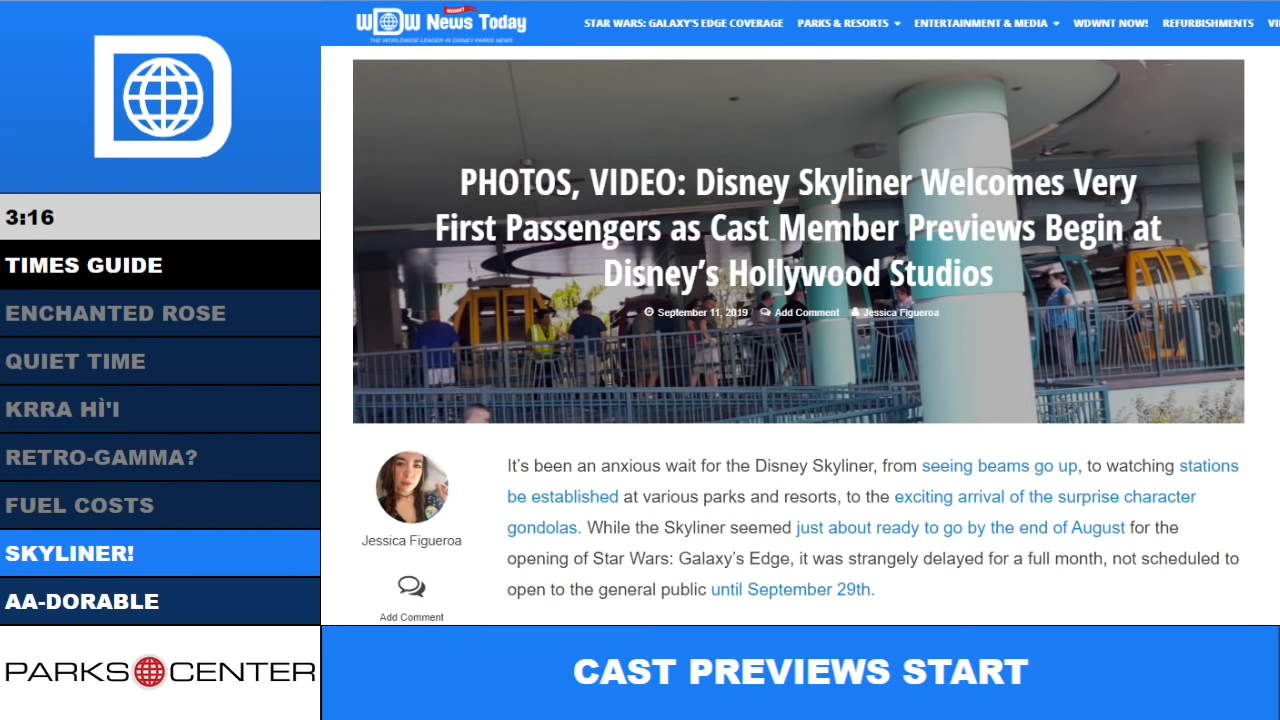 WDW News Today
THE WORLDWIDE LEADER IN DISNEY PARKS NEWS
STAR WARS: GALAXY'S EDGE COVERAGE
PARKS & RESORTS
ENTERTAINMENT & MEDIA
WDWNT NOW!
REFURBISHMENTS
VI
D
3:16
TIMES GUIDE
ENCHANTED ROSE
QUIET TIME
KRRA HÌ'I
RETRO-GAMMA?
FUEL COSTS
SKYLINER!
AA-DORABLE
PARKS CENTER
PHOTOS, VIDEO: Disney Skyliner Welcomes Very
First Passengers as Cast Member Previews Begin at
Disney's Hollywood Studios
September 11, 2019 Add Comment Jessica Figueroa
Jessica Figueroa
Add Comment
It's been an anxious wait for the Disney Skyliner, from seeing beams go up, to watching stations
be established at various parks and resorts, to the exciting arrival of the surprise character
gondolas. While the Skyliner seemed just about ready to go by the end of August for the
opening of Star Wars: Galaxy's Edge, it was strangely delayed for a full month, not scheduled to
open to the general public until September 29th.
CAST PREVIEWS START